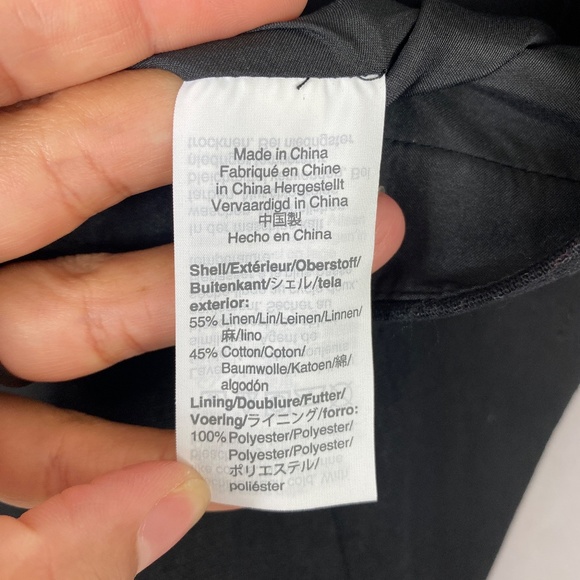 Made in China
Fabriqué en Chine
in China Hergestellt
Vervaardigd in China
中国製
Hecho en China
Shell/Extérieur/Oberstoff/
Buitenkant/シェル/tela
exterior:
55% Linen/Lin/Leinen/Linnen/
麻/lino
45% Cotton/Coton/
Baumwolle/Katoen/綿/
algodón
Lining/Doublure/Futter/
Voering/ライニング/forro:
100% Polyester/Polyester/
Polyester/Polyester/
ポリエステル/
poliéster